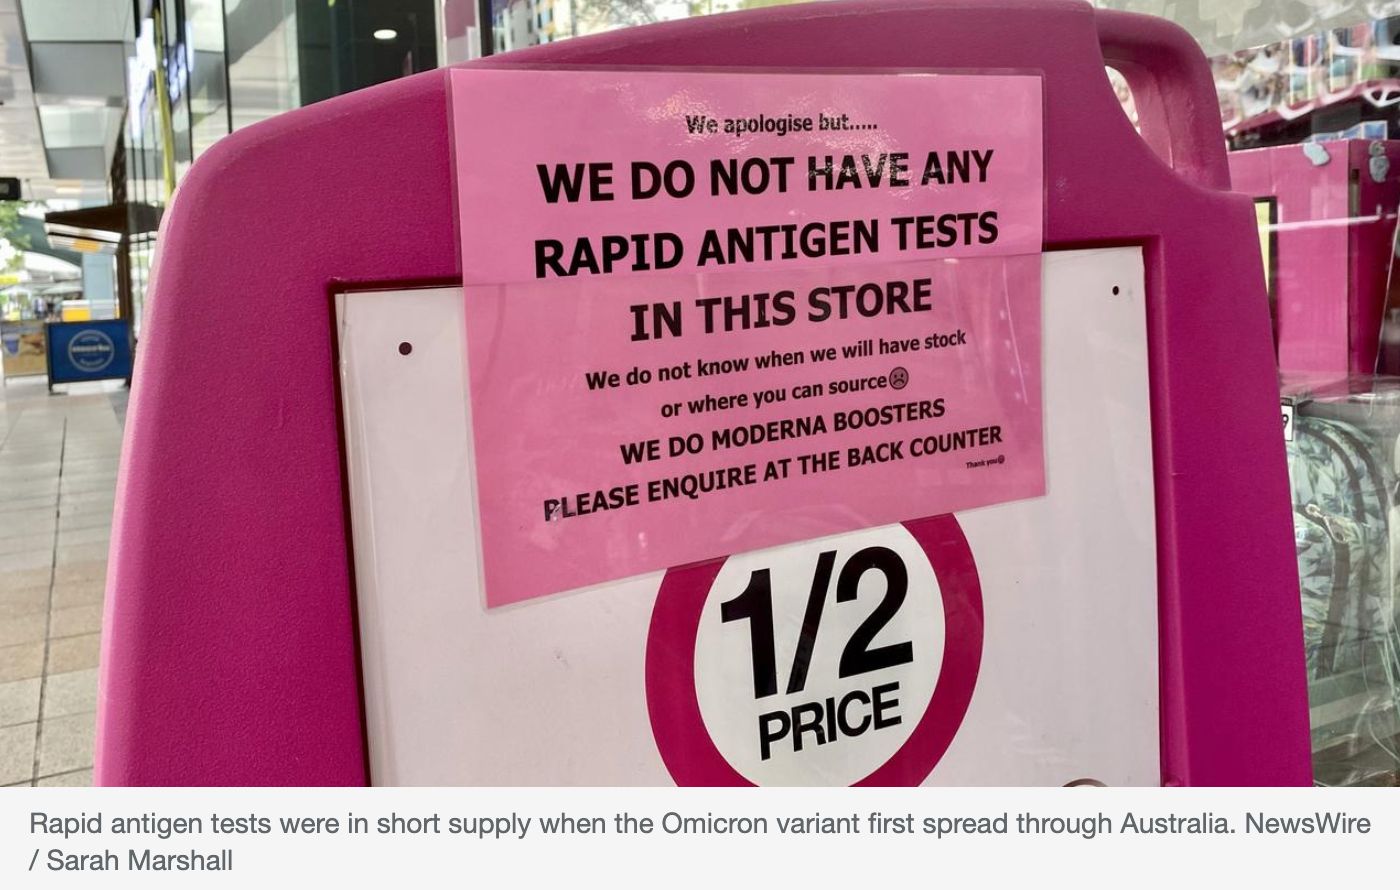 We apologise but.....
WE DO NOT HAVE ANY
RAPID ANTIGEN TESTS
IN THIS STORE
We do not know when we will have stock
or where you can source☹
WE DO MODERNA BOOSTERS
PLEASE ENQUIRE AT THE BACK COUNTER
Thank you☺
1/2
PRICE
Rapid antigen tests were in short supply when the Omicron variant first spread through Australia. NewsWire
/ Sarah Marshall